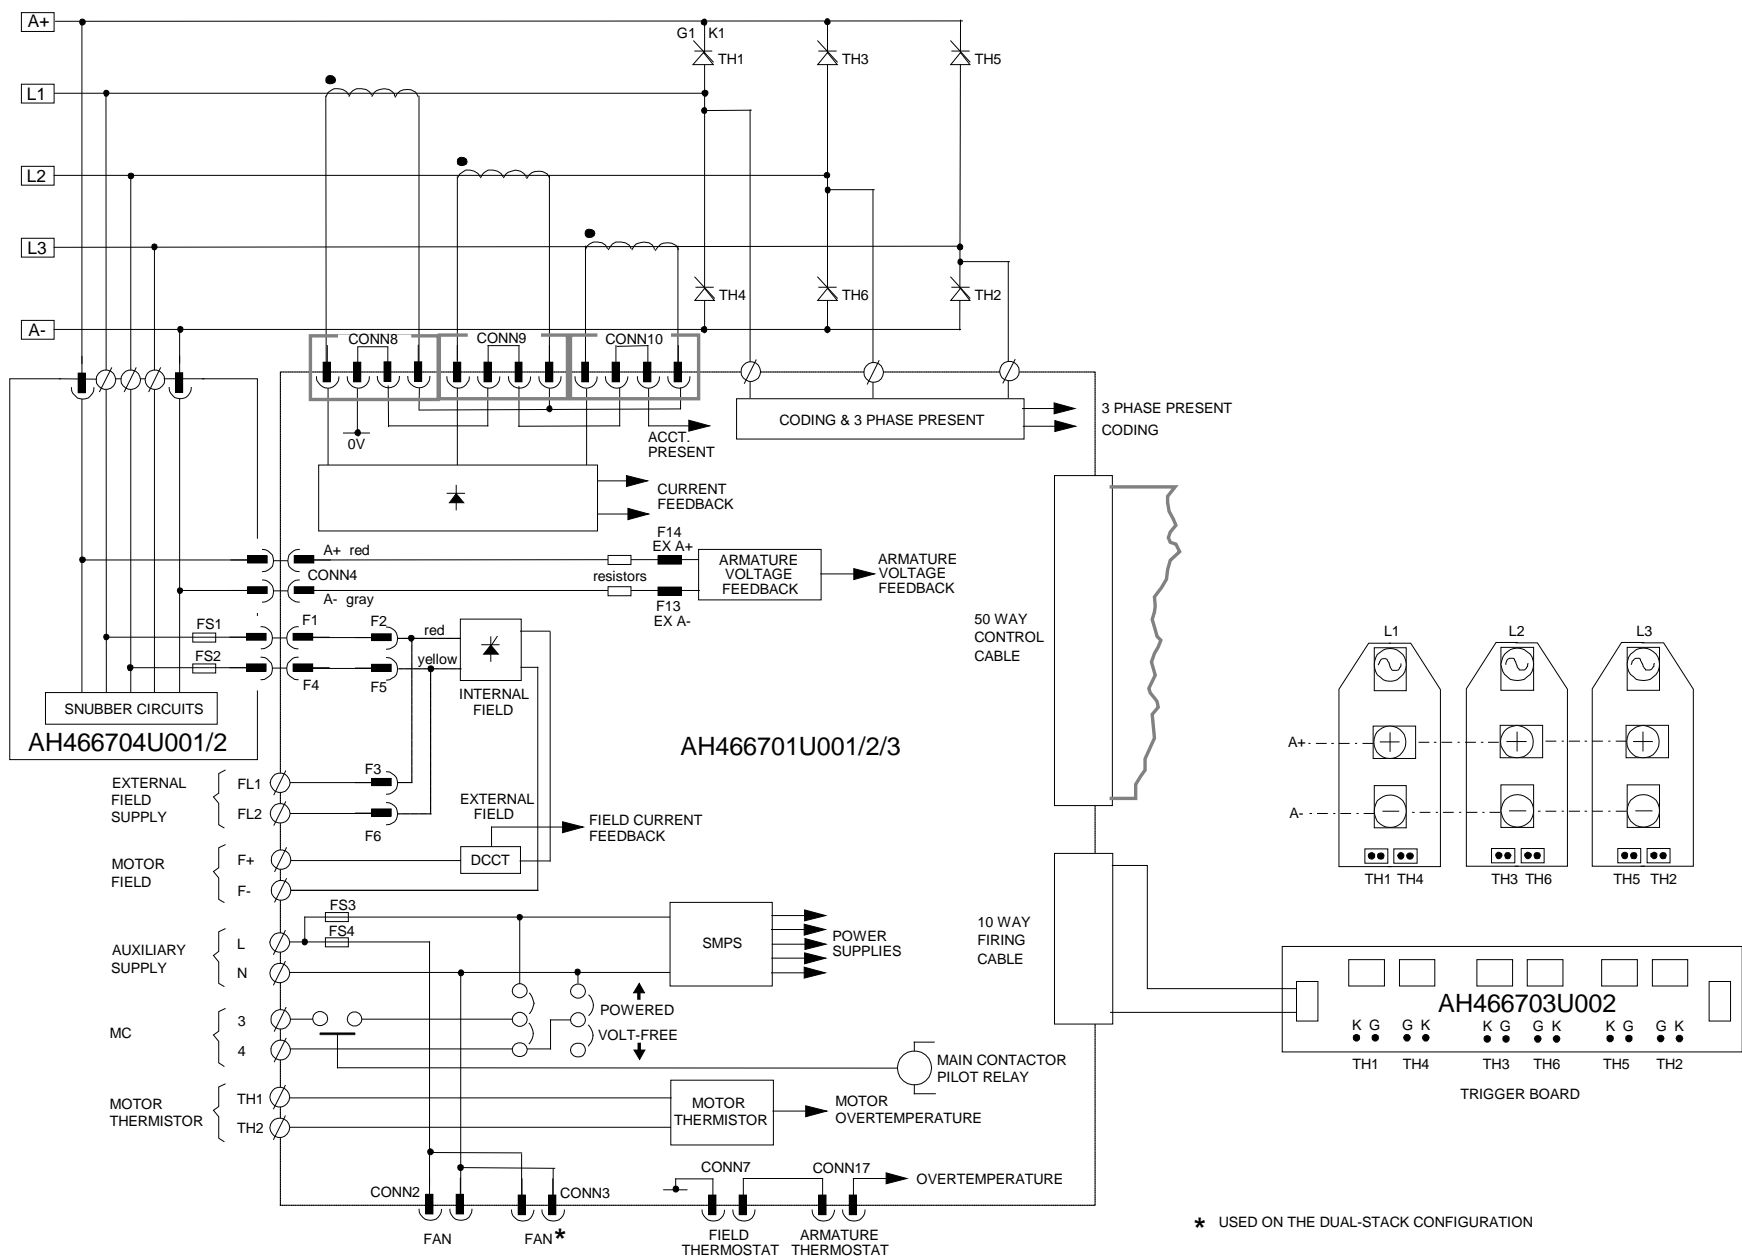 A+
G1 K1
TH1
TH3
TH5
L1
L2
L3
TH4
TH6
TH2
A-
CONN8
CONN9
CONN10
0V
ACCT.
PRESENT
CODING & 3 PHASE PRESENT
3 PHASE PRESENT
CODING
CURRENT
FEEDBACK
A+ red
CONN4
A- gray
resistors
F14
EX A+
F13
EX A-
ARMATURE
VOLTAGE
FEEDBACK
ARMATURE
VOLTAGE
FEEDBACK
FS1
F1
F2
red
FS2
F4
F5
yellow
INTERNAL
FIELD
SNUBBER CIRCUITS
AH466704U001/2
AH466701U001/2/3
50 WAY
CONTROL
CABLE
EXTERNAL
FIELD
SUPPLY
FL1
FL2
F3
F6
EXTERNAL
FIELD
FIELD CURRENT
FEEDBACK
DCCT
MOTOR
FIELD
F+
F-
AUXILIARY
SUPPLY
L
N
FS3
FS4
SMPS
POWER
SUPPLIES
10 WAY
FIRING
CABLE
MC
3
4
POWERED
VOLT-FREE
MAIN CONTACTOR
PILOT RELAY
MOTOR
THERMISTOR
TH1
TH2
MOTOR
THERMISTOR
MOTOR
OVERTEMPERATURE
CONN2
CONN3
FAN
FAN*
CONN7
CONN17
OVERTEMPERATURE
FIELD
THERMOSTAT
ARMATURE
THERMOSTAT
L1
L2
L3
A+
A-
TH1 TH4
TH3 TH6
TH5 TH2
AH466703U002
K G
G K
K G
G K
K G
G K
TH1
TH4
TH3
TH6
TH5
TH2
TRIGGER BOARD
* USED ON THE DUAL-STACK CONFIGURATION